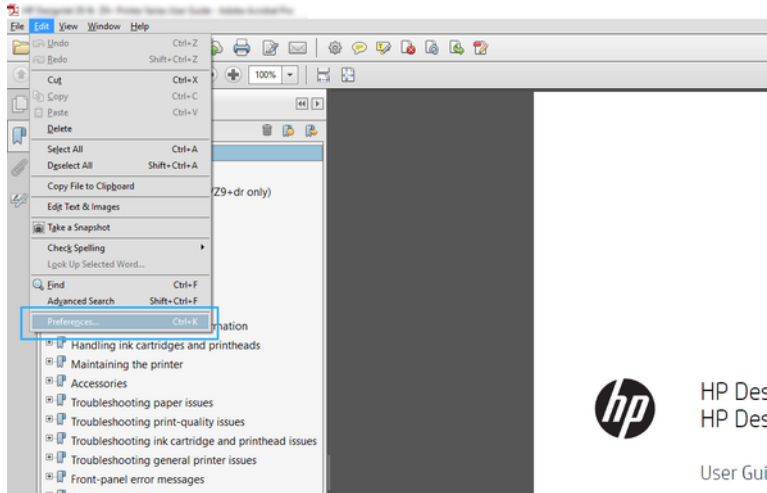 File Edit View Window Help
Undo Ctrl+Z
Redo Shift+Ctrl+Z
100%
Cut Ctrl+X
Copy Ctrl+C
Paste Ctrl+V
Delete
Select All Ctrl+A
Deselect All Shift+Ctrl+A
Copy File to Clipboard
/Z9+dr only)
Edit Text & Images
Take a Snapshot
Check Spelling
Look Up Selected Word...
Find Ctrl+F
Advanced Search Shift+Ctrl+F
Preferences... Ctrl+K
mation
Handling ink cartridges and printheads
Maintaining the printer
Accessories
Troubleshooting paper issues
Troubleshooting print-quality issues
Troubleshooting ink cartridge and printhead issues
Troubleshooting general printer issues
Front-panel error messages
hp
HP Des
HP Des
User Gui